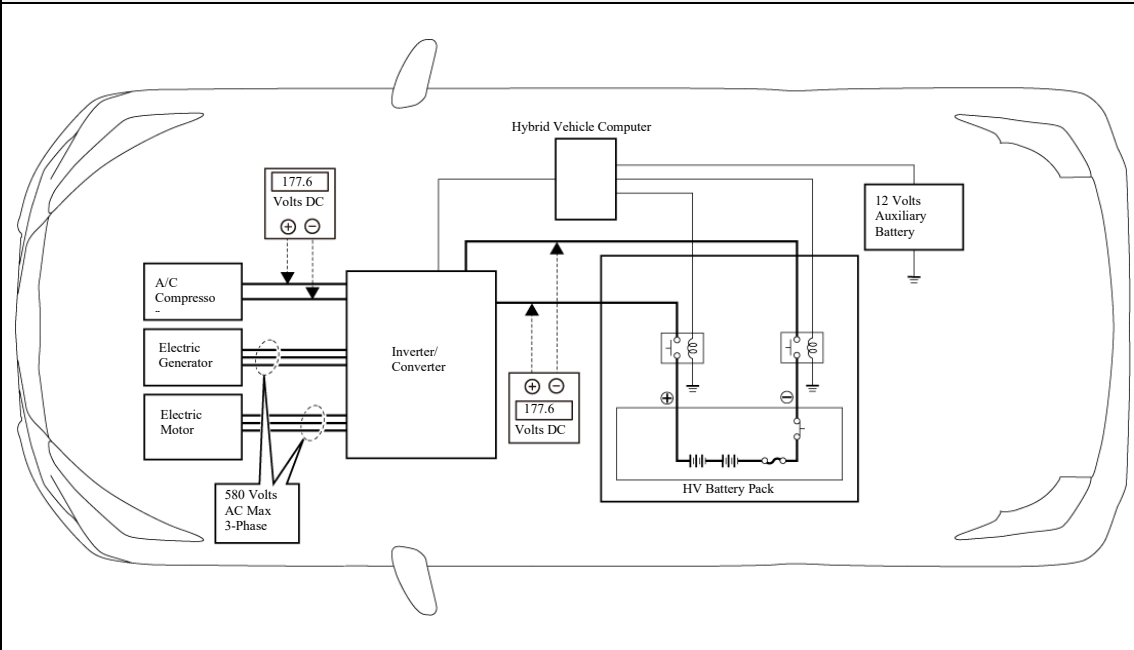 Hybrid Vehicle Computer
177.6
Volts DC
+ −
12 Volts
Auxiliary
Battery
A/C
Compresso
-
Electric
Generator
Inverter/
Converter
Electric
Motor
+ −
177.6
Volts DC
+ −
580 Volts
AC Max
3-Phase
HV Battery Pack